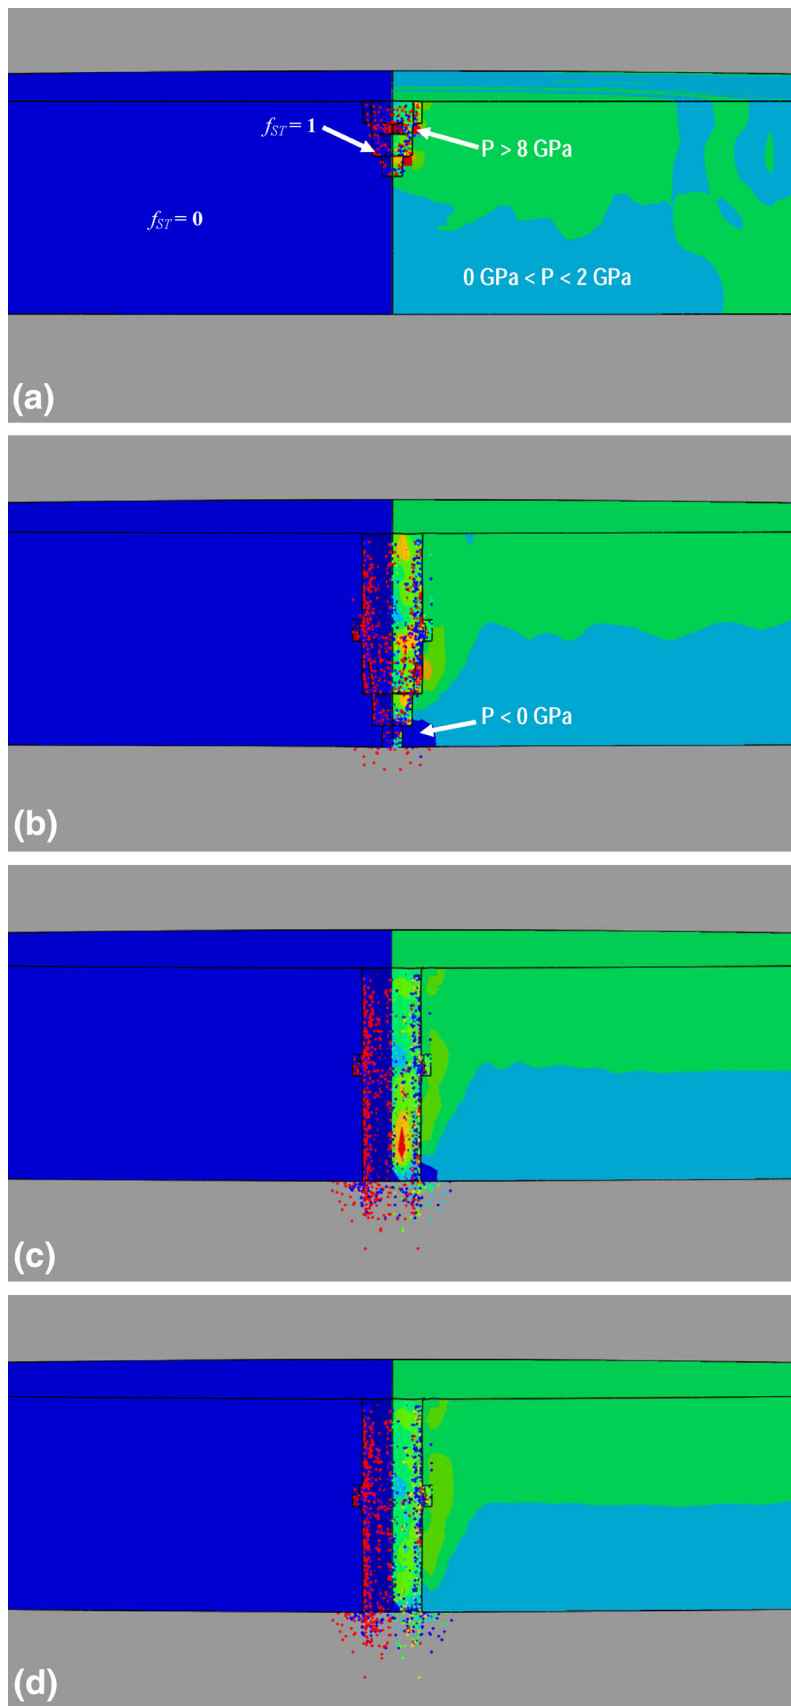 f_ST = 1
P > 8 GPa
f_ST = 0
0 GPa < P < 2 GPa
(a)
P < 0 GPa
(b)
(c)
(d)